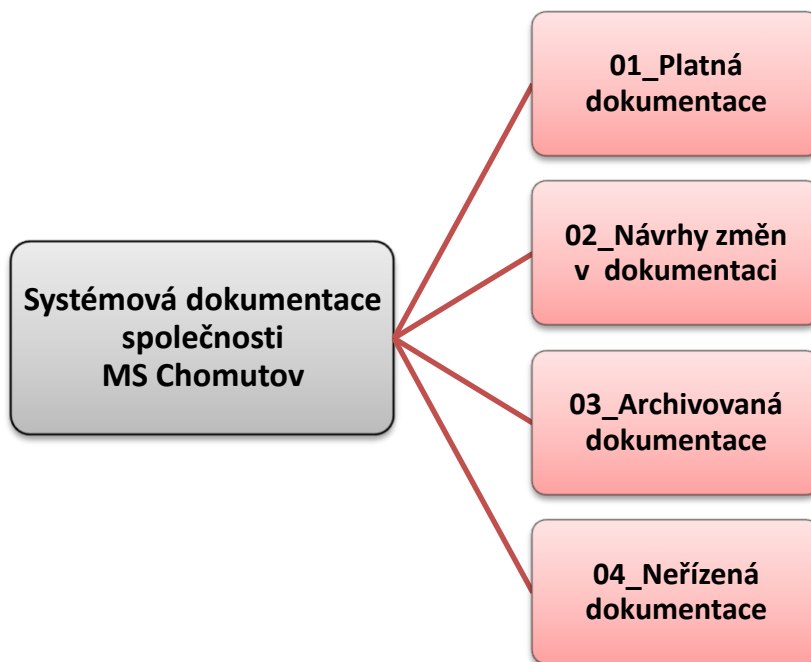 Systémová dokumentace
společnosti
MS Chomutov
01_Platná
dokumentace
02_Návrhy změn
v  dokumentaci
03_Archivovaná
dokumentace
04_Neřízená
dokumentace